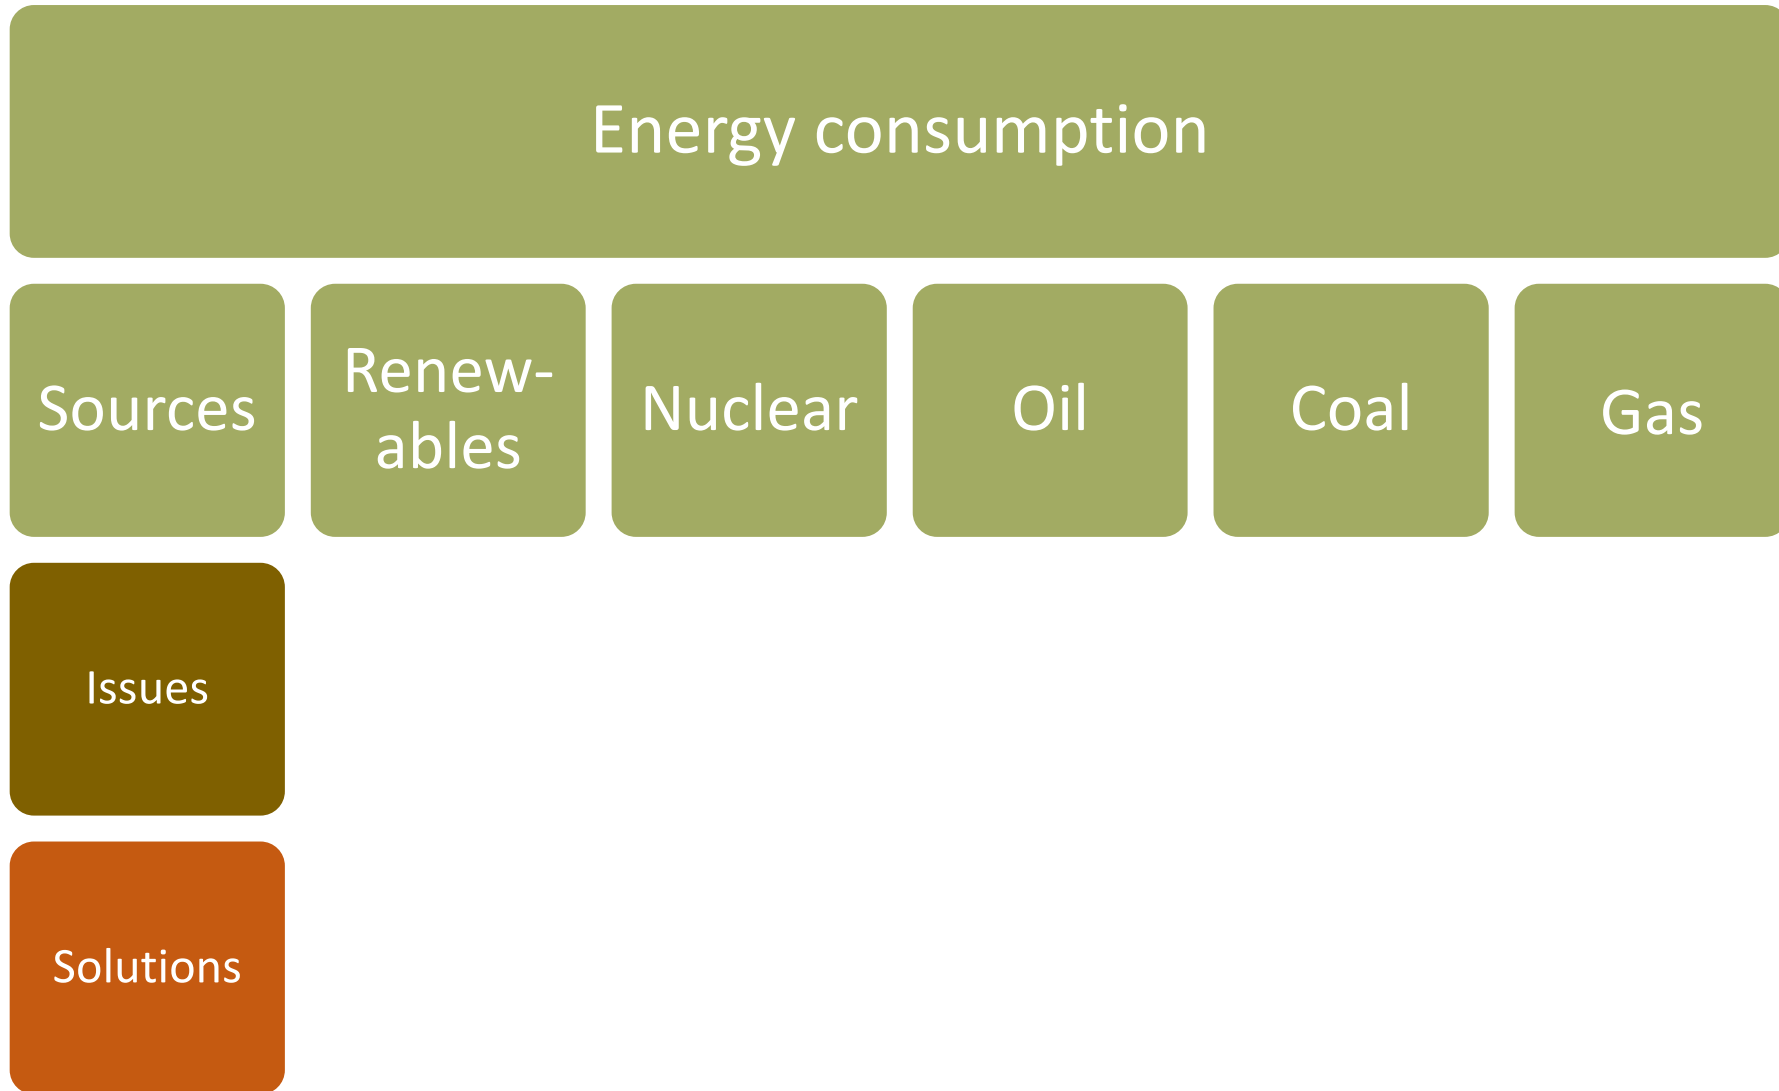 Energy consumption
Sources
Renew-
ables
Nuclear
Oil
Coal
Gas
Issues
Solutions